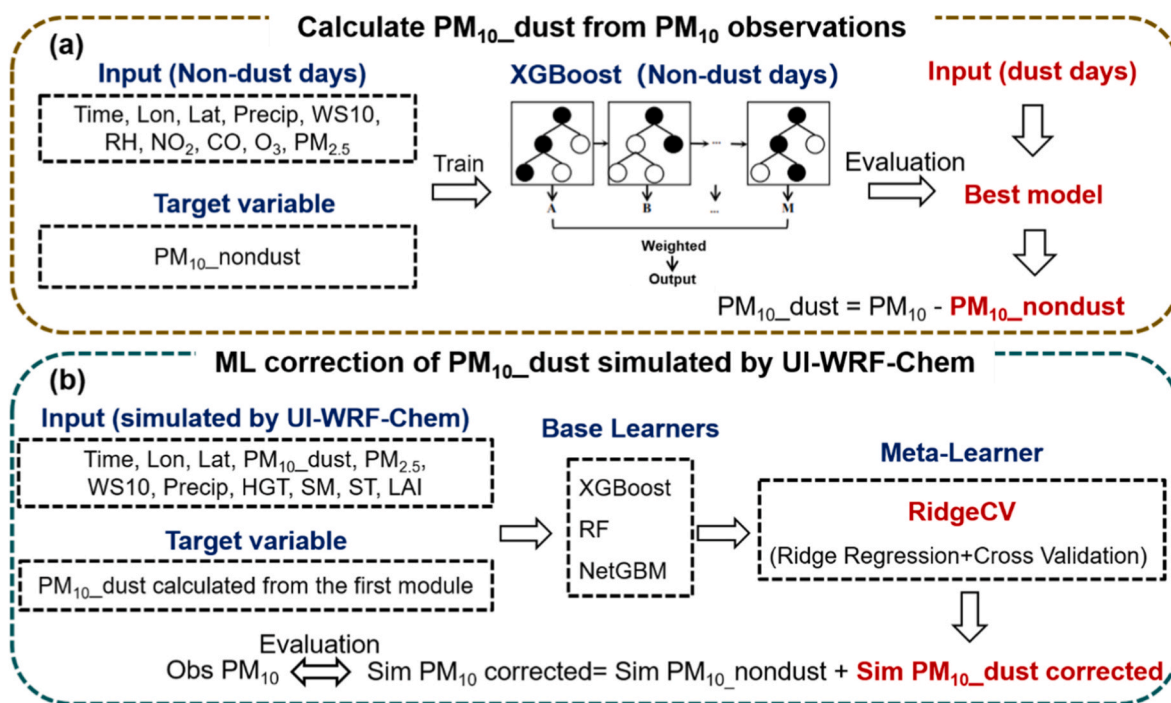 Calculate PM10_dust from PM10 observations
(a)
Input (Non-dust days)
Time, Lon, Lat, Precip, WS10,
RH, NO2, CO, O3, PM2.5
Target variable
PM10_nondust
Train
XGBoost (Non-dust days)
...
A B ... M
Weighted
Output
Evaluation
Input (dust days)
Best model
PM10_dust = PM10 - PM10_nondust
ML correction of PM10_dust simulated by UI-WRF-Chem
(b)
Input (simulated by UI-WRF-Chem)
Time, Lon, Lat, PM10_dust, PM2.5,
WS10, Precip, HGT, SM, ST, LAI
Target variable
PM10_dust calculated from the first module
Base Learners
XGBoost
RF
NetGBM
Meta-Learner
RidgeCV
(Ridge Regression+Cross Validation)
Evaluation
Obs PM10 Sim PM10 corrected= Sim PM10_nondust + Sim PM10_dust corrected